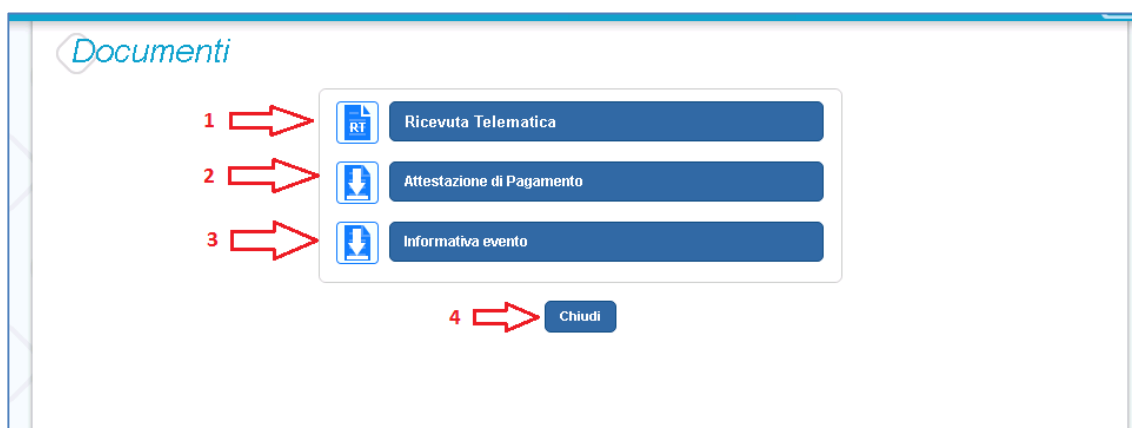 Documenti
1 RT Ricevuta Telematica
2 Attestazione di Pagamento
3 Informativa evento
4 Chiudi